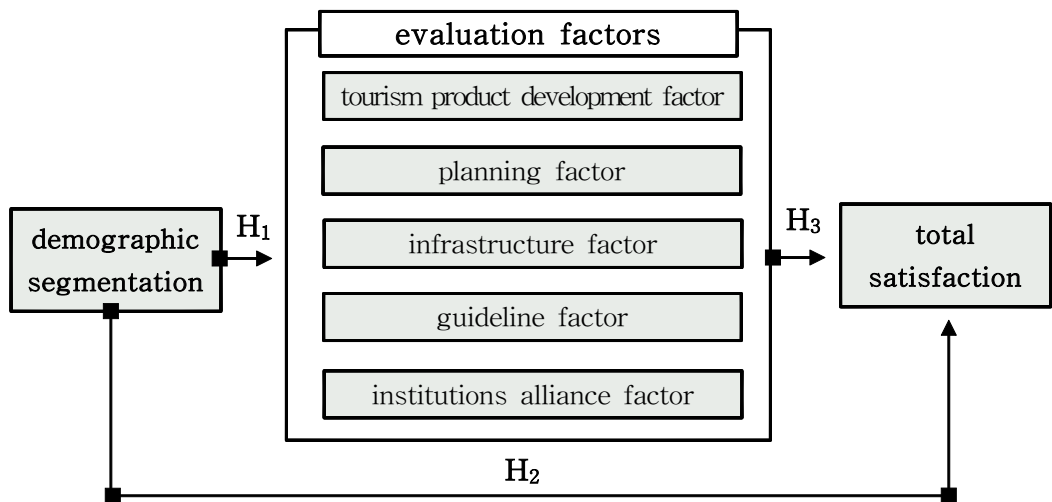 evaluation factors
tourism product development factor
planning factor
infrastructure factor
guideline factor
institutions alliance factor
demographic
segmentation
H₁
H₃
total
satisfaction
H₂